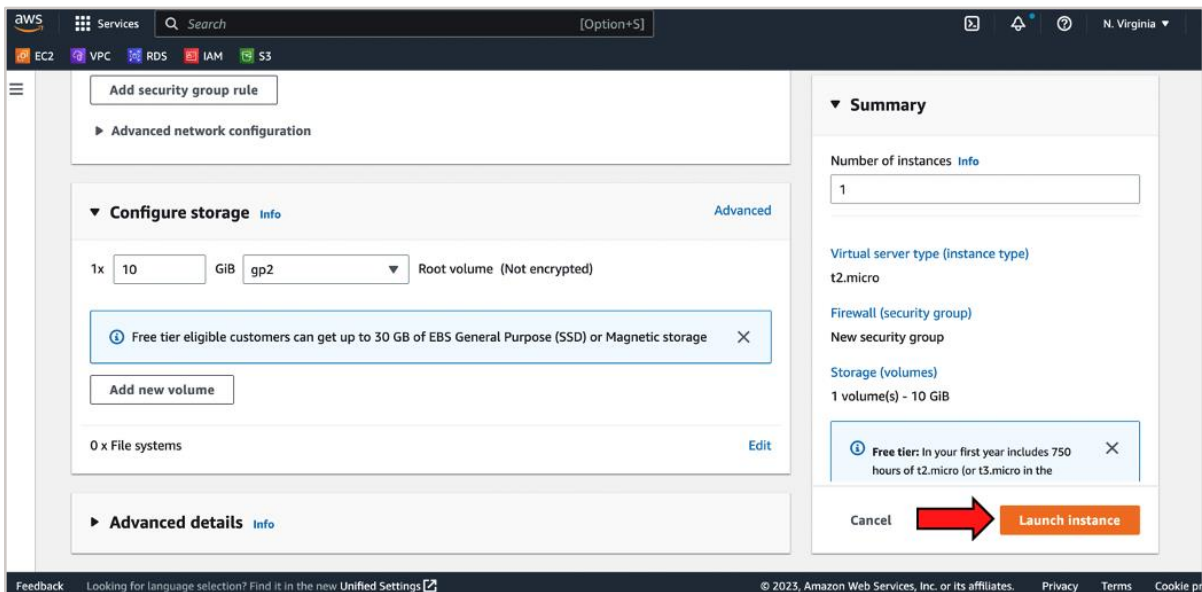 aws
Services
Search
[Option+S]
N. Virginia
EC2
VPC
RDS
IAM
S3
Add security group rule
Advanced network configuration
Configure storage Info
Advanced
1x 10 GiB gp2 Root volume (Not encrypted)
Free tier eligible customers can get up to 30 GB of EBS General Purpose (SSD) or Magnetic storage
Add new volume
0 x File systems
Edit
Advanced details Info
Summary
Number of instances Info
1
Virtual server type (instance type)
t2.micro
Firewall (security group)
New security group
Storage (volumes)
1 volume(s) - 10 GiB
Free tier: In your first year includes 750
hours of t2.micro (or t3.micro in the
Cancel
Launch instance
Feedback
Looking for language selection? Find it in the new Unified Settings
© 2023, Amazon Web Services, Inc. or its affiliates.
Privacy
Terms
Cookie pr